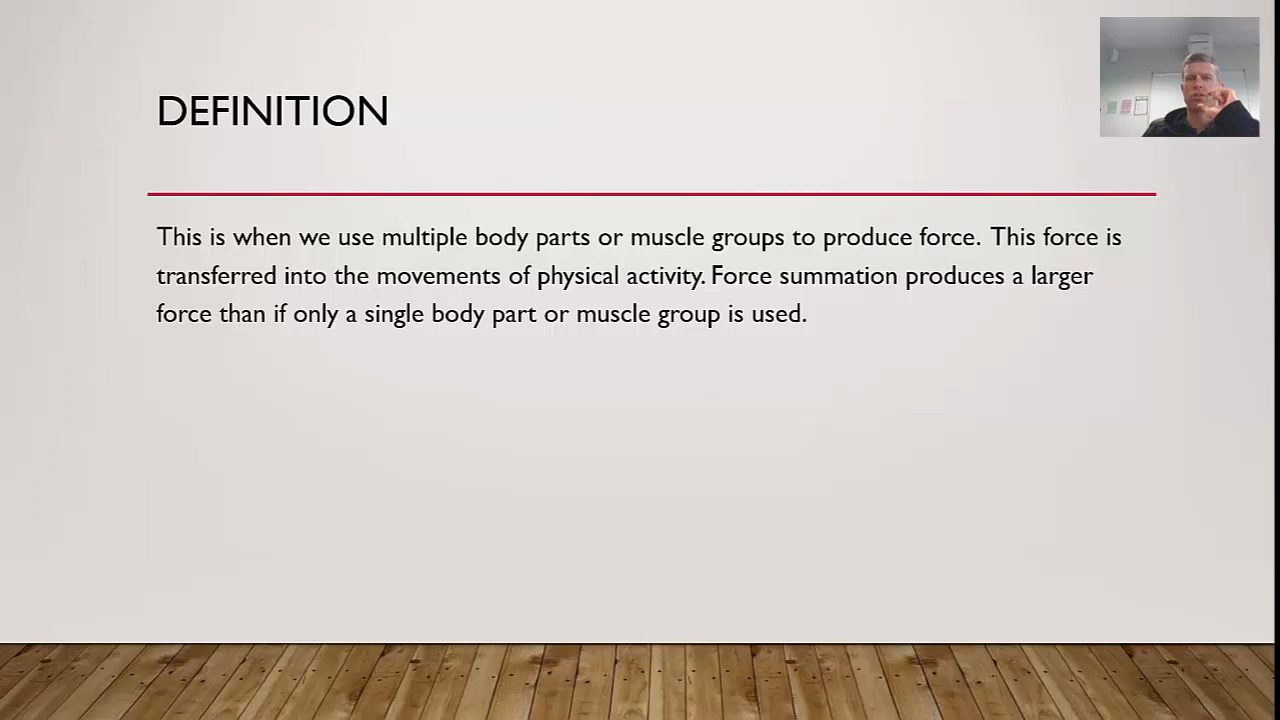 DEFINITION
This is when we use multiple body parts or muscle groups to produce force. This force is
transferred into the movements of physical activity. Force summation produces a larger
force than if only a single body part or muscle group is used.